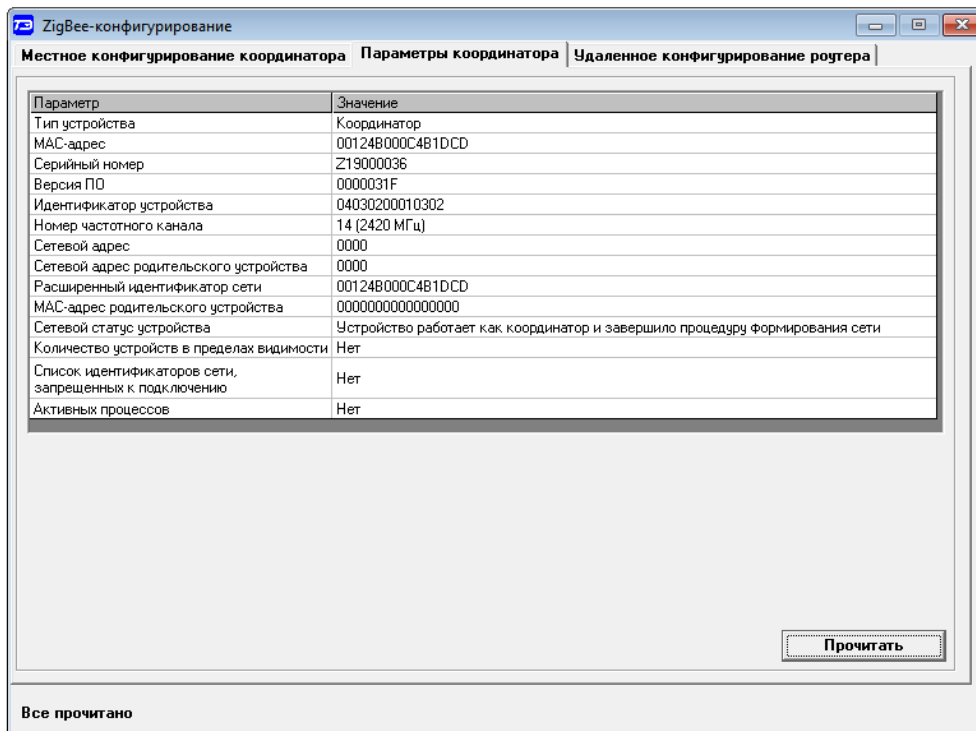 ТЭ ZigBee-конфигурирование
Местное конфигурирование координатора Параметры координатора Удаленное конфигурирование роутера
Параметр Значение
Тип устройства Координатор
MAC-адрес 00124B000C4B1DCD
Серийный номер Z19000036
Версия ПО 0000031F
Идентификатор устройства 04030200010302
Номер частотного канала 14 (2420 МГц)
Сетевой адрес 0000
Сетевой адрес родительского устройства 0000
Расширенный идентификатор сети 00124B000C4B1DCD
MAC-адрес родительского устройства 0000000000000000
Сетевой статус устройства Устройство работает как координатор и завершило процедуру формирования сети
Количество устройств в пределах видимости Нет
Список идентификаторов сети,
запрещенных к подключению Нет
Активных процессов Нет
Прочитать
Все прочитано